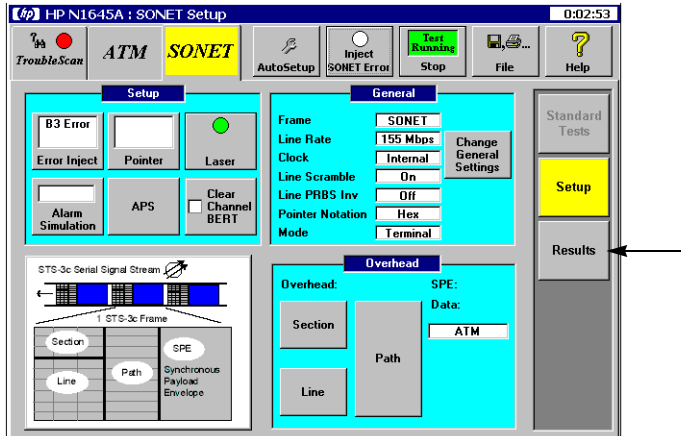 hp HP N1645A : SONET Setup 0:02:53
TroubleScan
ATM
SONET
AutoSetup
Inject
SONET Error
Test
Running
Stop
File
Help
Setup
B3 Error
Error Inject
Pointer
Laser
Alarm
Simulation
APS
Clear
Channel
BERT
General
Frame SONET
Line Rate 155 Mbps
Clock Internal
Line Scramble On
Line PRBS Inv Off
Pointer Notation Hex
Mode Terminal
Change
General
Settings
Standard
Tests
Setup
Results
STS-3c Serial Signal Stream
1 STS-3c Frame
Section
Line
Path
SPE
Synchronous
Payload
Envelope
Overhead
Overhead:
Section
Line
Path
SPE:
Data:
ATM